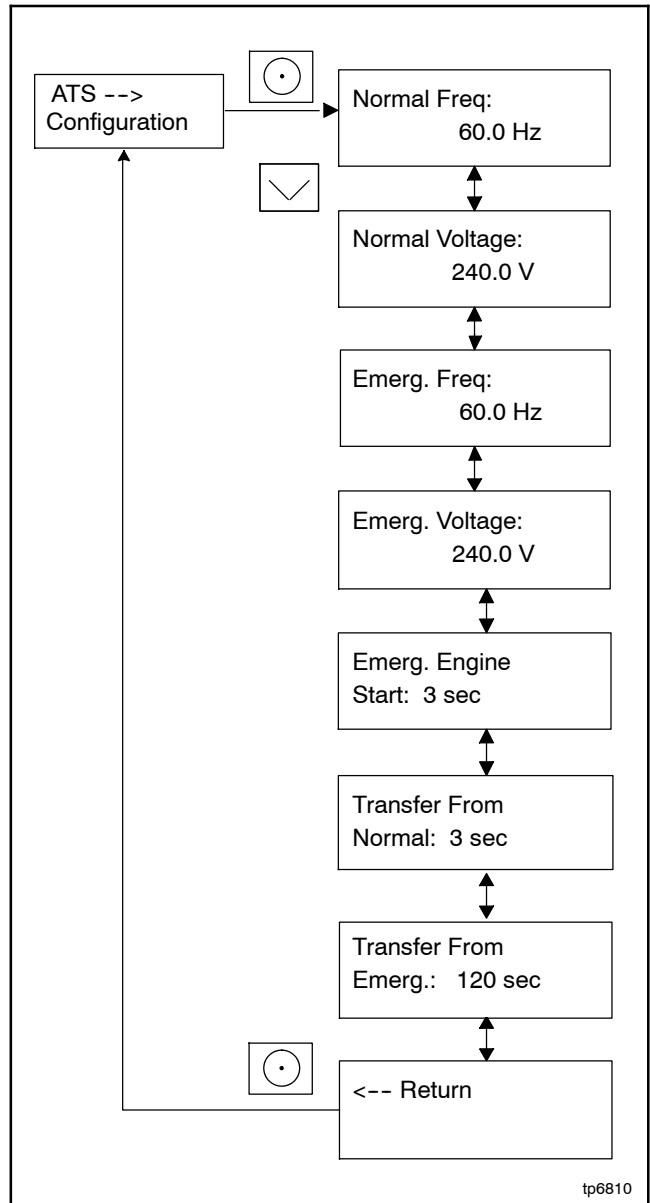 ATS -->
Configuration
Normal Freq:
60.0 Hz
Normal Voltage:
240.0 V
Emerg. Freq:
60.0 Hz
Emerg. Voltage:
240.0 V
Emerg. Engine
Start: 3 sec
Transfer From
Normal: 3 sec
Transfer From
Emerg.: 120 sec
<-- Return
tp6810